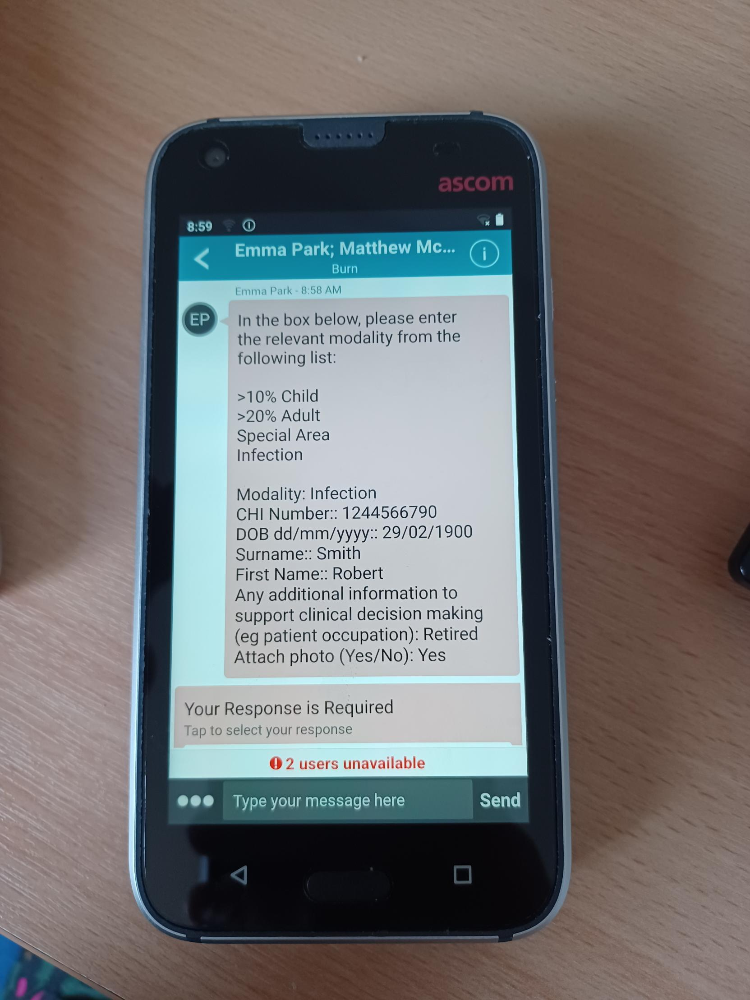 ascom
8:59
Emma Park; Matthew Mc...
i
Burn
Emma Park - 8:58 AM
EP
In the box below, please enter
the relevant modality from the
following list:
>10% Child
>20% Adult
Special Area
Infection
Modality: Infection
CHI Number:: 1244566790
DOB dd/mm/yyyy:: 29/02/1900
Surname:: Smith
First Name:: Robert
Any additional information to
support clinical decision making
(eg patient occupation): Retired
Attach photo (Yes/No): Yes
Your Response is Required
Tap to select your response
2 users unavailable
Type your message here
Send